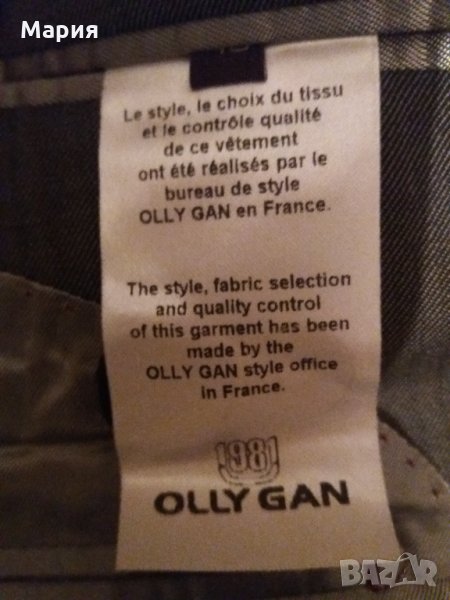 Мария
Le style, le choix du tissu
et le contrôle qualité
de ce vêtement
ont été réalisés par le
bureau de style
OLLY GAN en France.
The style, fabric selection
and quality control
of this garment has been
made by the
OLLY GAN style office
in France.
1981
OLLY GAN
BAZAR